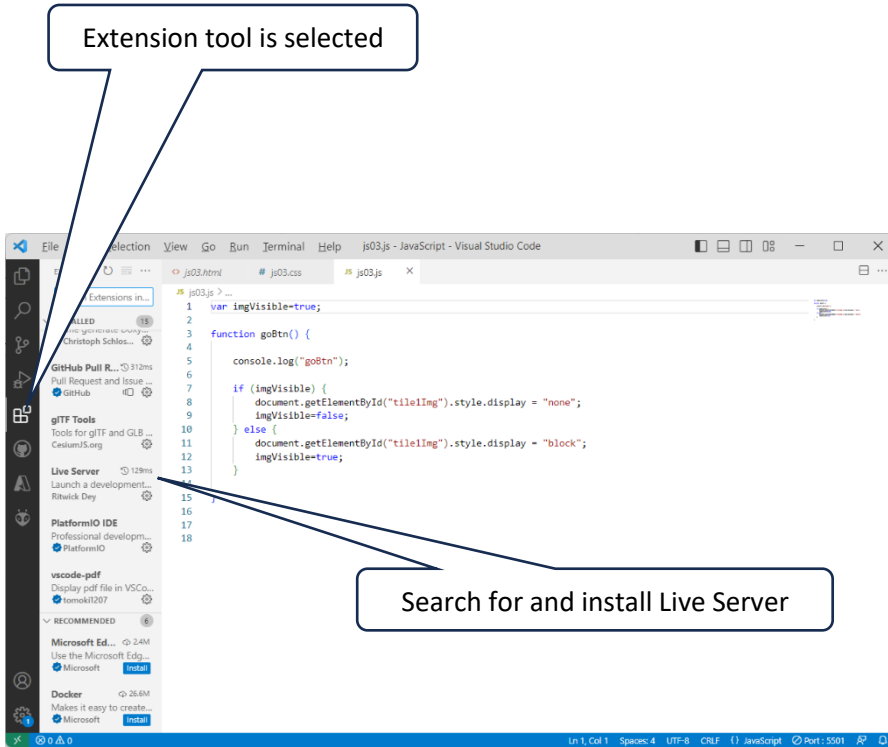 Extension tool is selected
File election View Go Run Terminal Help js03.js - JavaScript - Visual Studio Code
js03.html # js03.css JS js03.js
Extensions in...
JS js03.js > ...
ALLED 15
Christoph Schlos...
GitHub Pull R... 312ms
Pull Request and Issue ...
GitHub
glTF Tools
Tools for glTF and GLB ...
CesiumJS.org
Live Server 129ms
Launch a development...
Ritwick Dey
PlatformIO IDE
Professional developm...
PlatformIO
vscode-pdf
Display pdf file in VSCo...
tomoki1207
RECOMMENDED 6
Microsoft Ed... 2.4M
Use the Microsoft Edg...
Microsoft Install
Docker 26.6M
Makes it easy to create...
Microsoft Install
1 var imgVisible=true;
2
3 function goBtn() {
4
5 console.log("goBtn");
6
7 if (imgVisible) {
8 document.getElementById("tile1Img").style.display = "none";
9 imgVisible=false;
10 } else {
11 document.getElementById("tile1Img").style.display = "block";
12 imgVisible=true;
13 }
15 }
16
17
18
Search for and install Live Server
1
0 0 Ln 1, Col 1 Spaces: 4 UTF-8 CRLF {} JavaScript Port : 5501